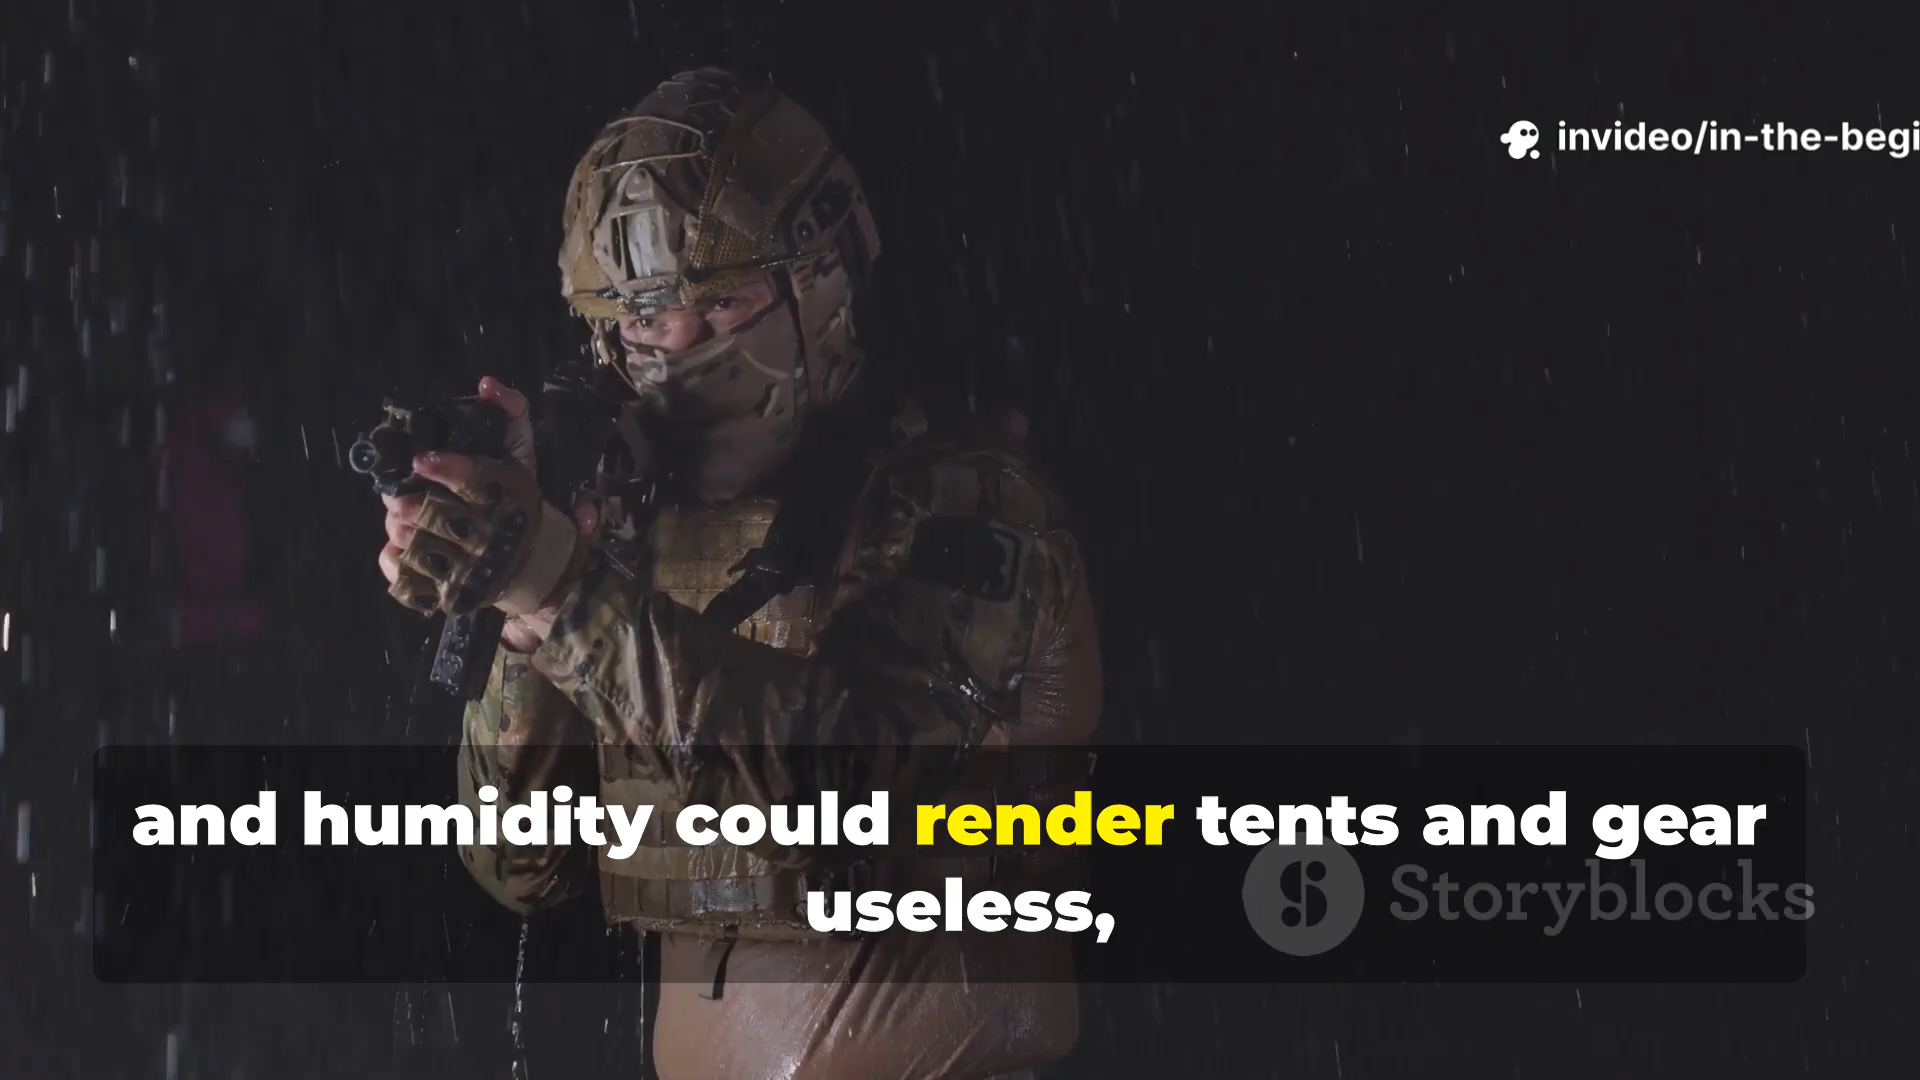 invideo/in-the-begi
and humidity could render tents and gear
useless,
Storyblocks